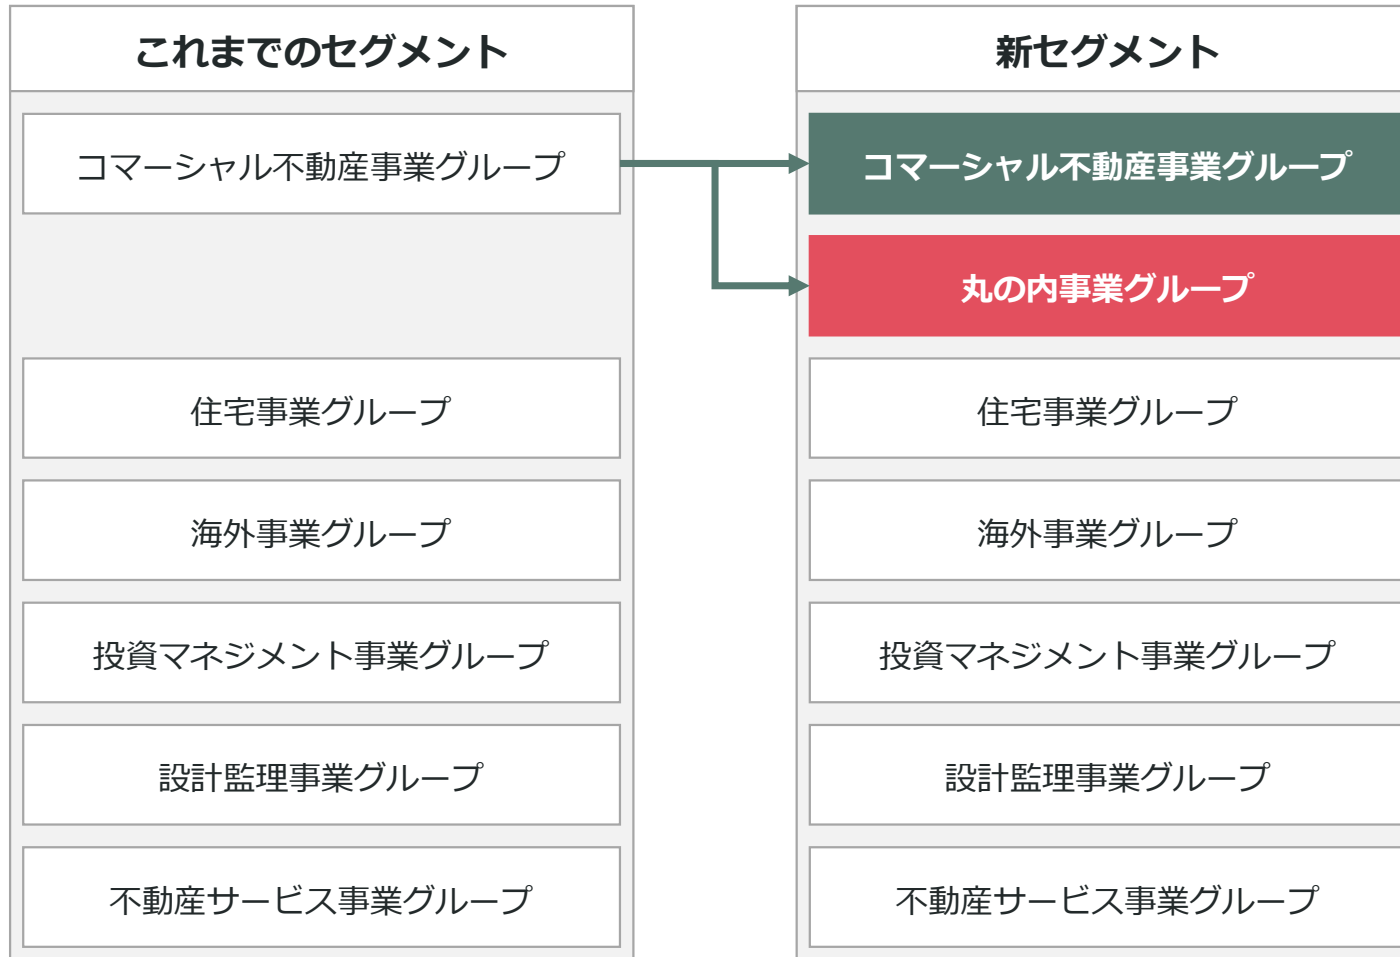 これまでのセグメント
コマーシャル不動産事業グループ
住宅事業グループ
海外事業グループ
投資マネジメント事業グループ
設計監理事業グループ
不動産サービス事業グループ
新セグメント
コマーシャル不動産事業グループ
丸の内事業グループ
住宅事業グループ
海外事業グループ
投資マネジメント事業グループ
設計監理事業グループ
不動産サービス事業グループ